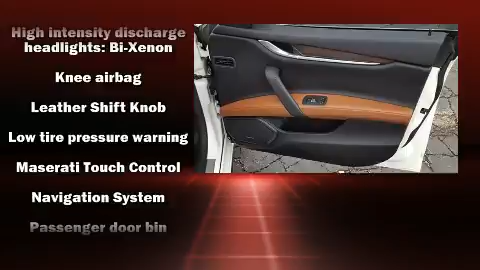 High intensity discharge
headlights: Bi-Xenon
Knee airbag
Leather Shift Knob
Low tire pressure warning
Maserati Touch Control
Navigation System
Passenger door bin